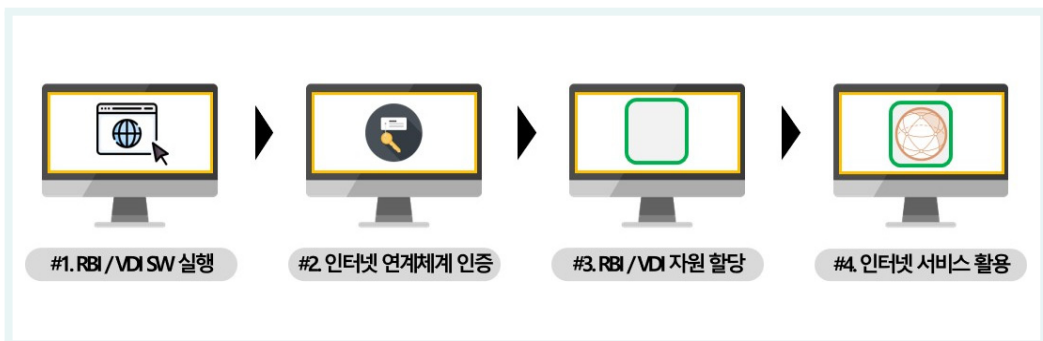 #1. RBI / VDI SW 실행
#2. 인터넷 연계체계 인증
#3. RBI / VDI 자원 할당
#4. 인터넷 서비스 활용